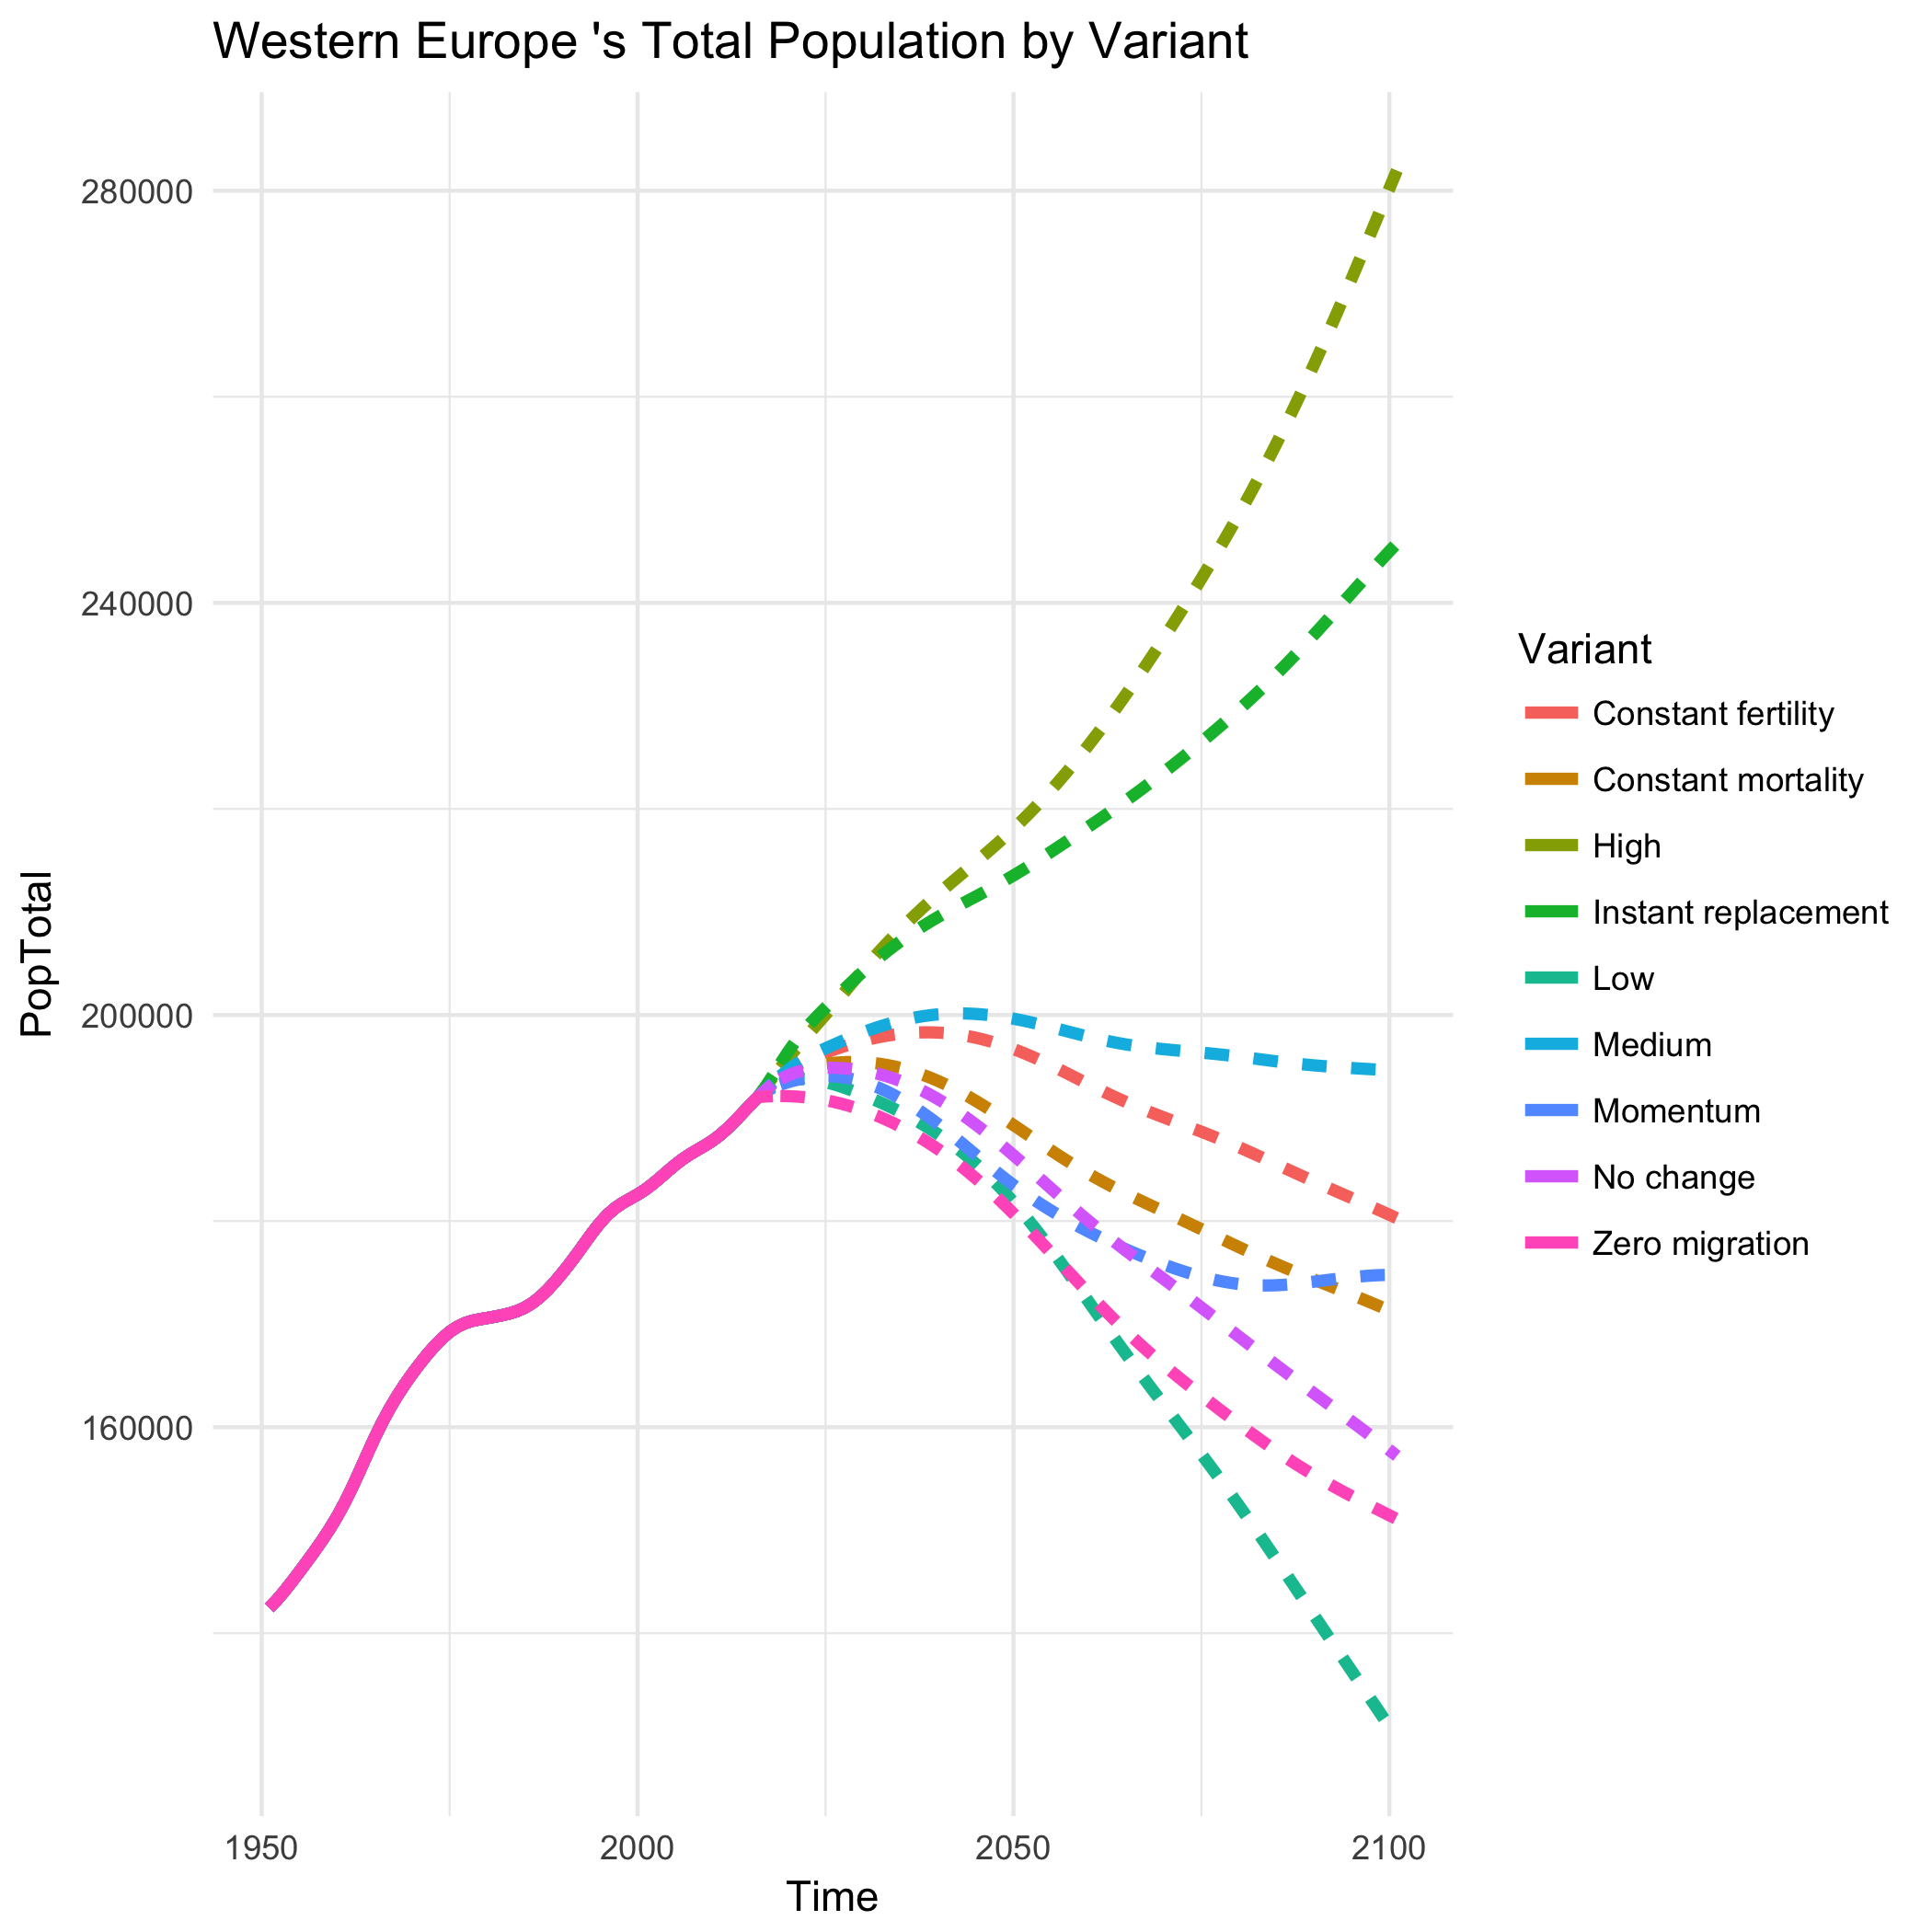 Western Europe 's Total Population by Variant
280000
240000
200000
160000
PopTotal
1950
2000
2050
2100
Time
Variant
Constant fertility
Constant mortality
High
Instant replacement
Low
Medium
Momentum
No change
Zero migration